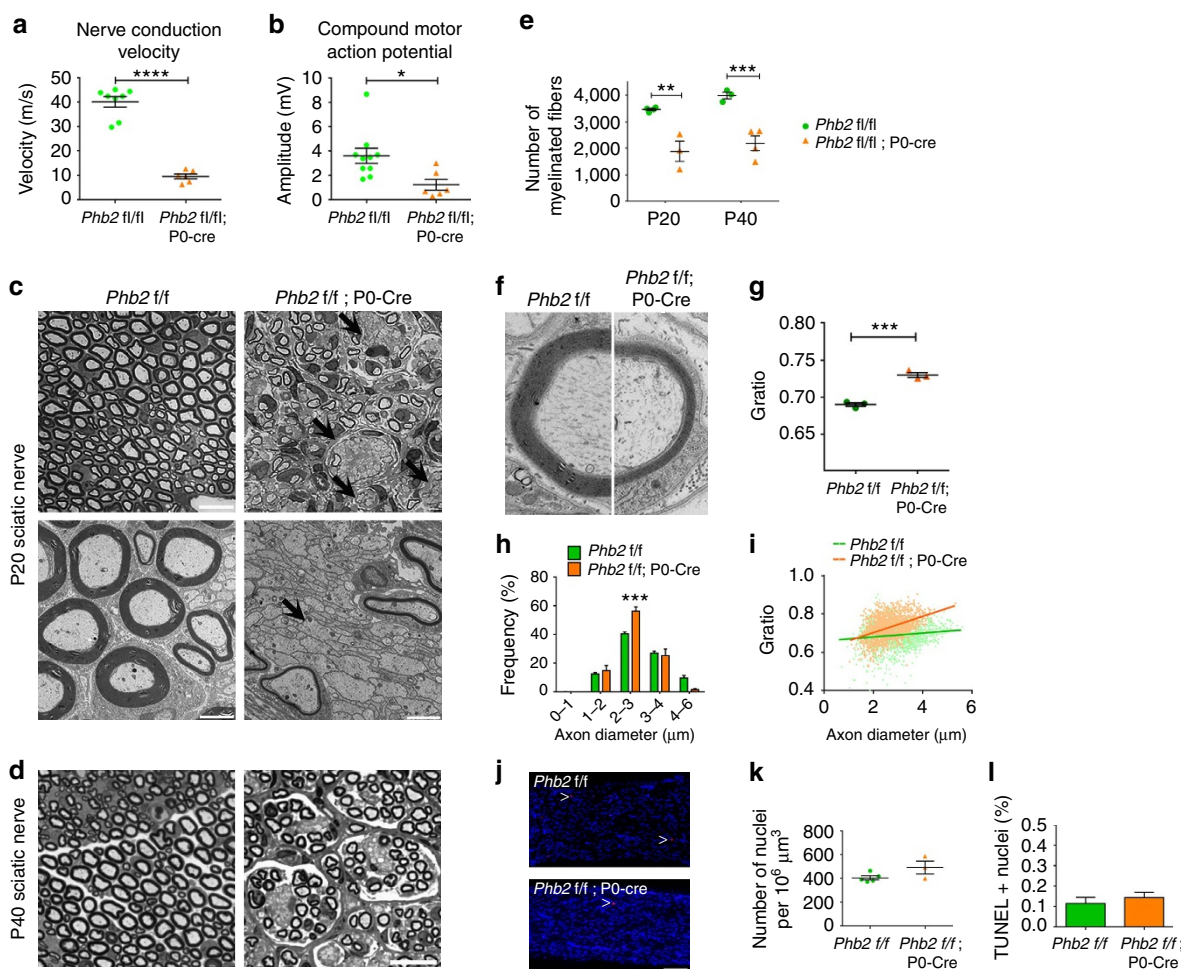 a
Nerve conduction
velocity
****
50
40
30
20
10
0
Velocity (m/s)
Phb2 fl/fl
Phb2 fl/fl;
P0-cre
b
Compound motor
action potential
*
10
8
6
4
2
0
Amplitude (mV)
Phb2 fl/fl
Phb2 fl/fl;
P0-cre
e
**
***
4,000
3,000
2,000
1,000
0
Number of
myelinated fibers
P20
P40
Phb2 fl/fl
Phb2 fl/fl ; P0-cre
c
Phb2 f/f
Phb2 f/f ; P0-Cre
P20 sciatic nerve
f
Phb2 f/f
Phb2 f/f;
P0-Cre
g
***
0.80
0.75
0.70
0.65
Gratio
Phb2 f/f
Phb2 f/f;
P0-Cre
h
Phb2 f/f
Phb2 f/f; P0-Cre
***
80
60
40
20
0
Frequency (%)
0–1
1–2
2–3
3–4
4–6
Axon diameter (μm)
i
Phb2 f/f
Phb2 f/f ; P0-Cre
1.0
0.8
0.6
0.4
Gratio
0 2 4 6
Axon diameter (μm)
d
P40 sciatic nerve
j
Phb2 f/f
>
>
Phb2 f/f ; P0-cre
>
k
800
600
400
200
0
Number of nuclei
per 10⁶ μm³
Phb2 f/f
Phb2 f/f ;
P0-Cre
l
0.5
0.4
0.3
0.2
0.1
0.0
TUNEL + nuclei (%)
Phb2 f/f
Phb2 f/f ;
P0-Cre